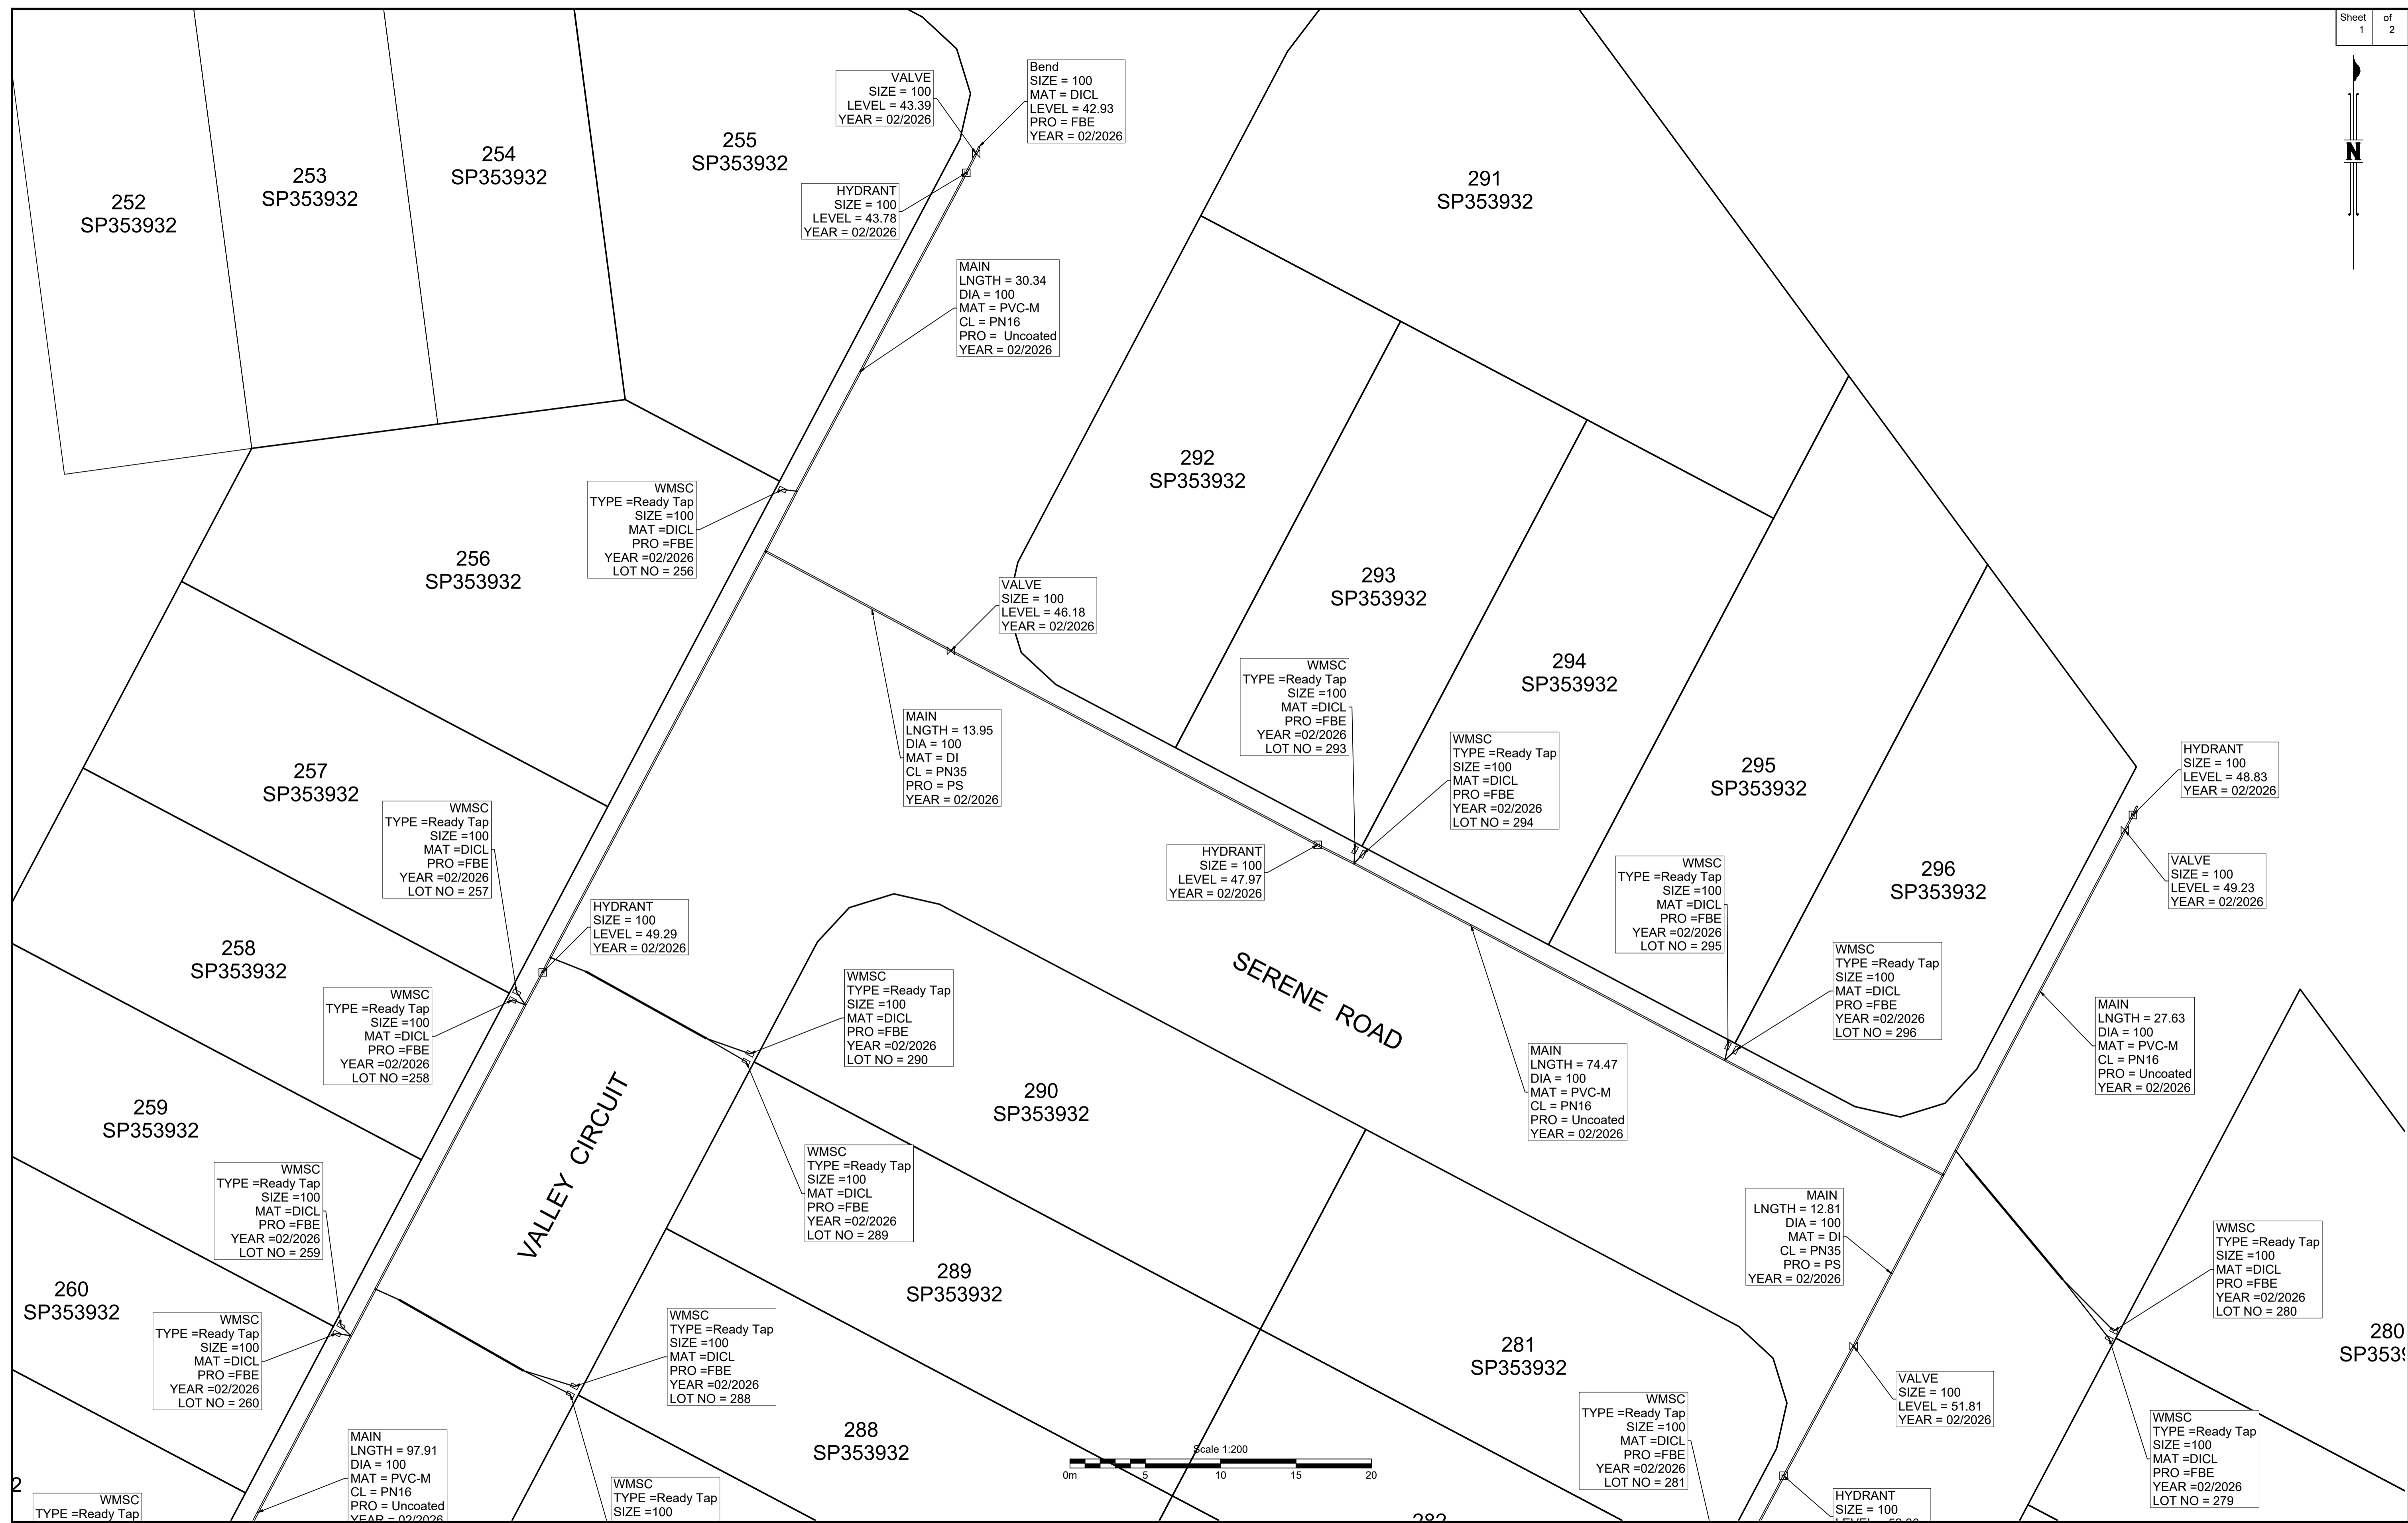 Sheet of
1 2
N
252
SP353932
253
SP353932
254
SP353932
255
SP353932
VALVE
SIZE = 100
LEVEL = 43.39
YEAR = 02/2026
Bend
SIZE = 100
MAT = DICL
LEVEL = 42.93
PRO = FBE
YEAR = 02/2026
HYDRANT
SIZE = 100
LEVEL = 43.78
YEAR = 02/2026
MAIN
LNGTH = 30.34
DIA = 100
MAT = PVC-M
CL = PN16
PRO = Uncoated
YEAR = 02/2026
291
SP353932
292
SP353932
293
SP353932
294
SP353932
295
SP353932
296
SP353932
WMSC
TYPE =Ready Tap
SIZE =100
MAT =DICL
PRO =FBE
YEAR =02/2026
LOT NO = 256
256
SP353932
VALVE
SIZE = 100
LEVEL = 46.18
YEAR = 02/2026
MAIN
LNGTH = 13.95
DIA = 100
MAT = DI
CL = PN35
PRO = PS
YEAR = 02/2026
WMSC
TYPE =Ready Tap
SIZE =100
MAT =DICL
PRO =FBE
YEAR =02/2026
LOT NO = 293
WMSC
TYPE =Ready Tap
SIZE =100
MAT =DICL
PRO =FBE
YEAR =02/2026
LOT NO = 294
HYDRANT
SIZE = 100
LEVEL = 48.83
YEAR = 02/2026
VALVE
SIZE = 100
LEVEL = 49.23
YEAR = 02/2026
257
SP353932
WMSC
TYPE =Ready Tap
SIZE =100
MAT =DICL
PRO =FBE
YEAR =02/2026
LOT NO = 257
HYDRANT
SIZE = 100
LEVEL = 47.97
YEAR = 02/2026
WMSC
TYPE =Ready Tap
SIZE =100
MAT =DICL
PRO =FBE
YEAR =02/2026
LOT NO = 295
HYDRANT
SIZE = 100
LEVEL = 49.29
YEAR = 02/2026
258
SP353932
WMSC
TYPE =Ready Tap
SIZE =100
MAT =DICL
PRO =FBE
YEAR =02/2026
LOT NO =258
WMSC
TYPE =Ready Tap
SIZE =100
MAT =DICL
PRO =FBE
YEAR =02/2026
LOT NO = 290
SERENE ROAD
WMSC
TYPE =Ready Tap
SIZE =100
MAT =DICL
PRO =FBE
YEAR =02/2026
LOT NO = 296
MAIN
LNGTH = 27.63
DIA = 100
MAT = PVC-M
CL = PN16
PRO = Uncoated
YEAR = 02/2026
MAIN
LNGTH = 74.47
DIA = 100
MAT = PVC-M
CL = PN16
PRO = Uncoated
YEAR = 02/2026
290
SP353932
259
SP353932
VALLEY CIRCUIT
WMSC
TYPE =Ready Tap
SIZE =100
MAT =DICL
PRO =FBE
YEAR =02/2026
LOT NO = 289
WMSC
TYPE =Ready Tap
SIZE =100
MAT =DICL
PRO =FBE
YEAR =02/2026
LOT NO = 259
MAIN
LNGTH = 12.81
DIA = 100
MAT = DI
CL = PN35
PRO = PS
YEAR = 02/2026
WMSC
TYPE =Ready Tap
SIZE =100
MAT =DICL
PRO =FBE
YEAR =02/2026
LOT NO = 280
260
SP353932
289
SP353932
WMSC
TYPE =Ready Tap
SIZE =100
MAT =DICL
PRO =FBE
YEAR =02/2026
LOT NO = 260
WMSC
TYPE =Ready Tap
SIZE =100
MAT =DICL
PRO =FBE
YEAR =02/2026
LOT NO = 288
281
SP353932
280
SP353
VALVE
SIZE = 100
LEVEL = 51.81
YEAR = 02/2026
WMSC
TYPE =Ready Tap
SIZE =100
MAT =DICL
PRO =FBE
YEAR =02/2026
LOT NO = 281
WMSC
TYPE =Ready Tap
SIZE =100
MAT =DICL
PRO =FBE
YEAR =02/2026
LOT NO = 279
288
SP353932
Scale 1:200
0m 5 10 15 20
MAIN
LNGTH = 97.91
DIA = 100
MAT = PVC-M
CL = PN16
PRO = Uncoated
YEAR = 02/2026
2
WMSC
TYPE =Ready Tap
WMSC
TYPE =Ready Tap
SIZE =100
282
HYDRANT
SIZE = 100